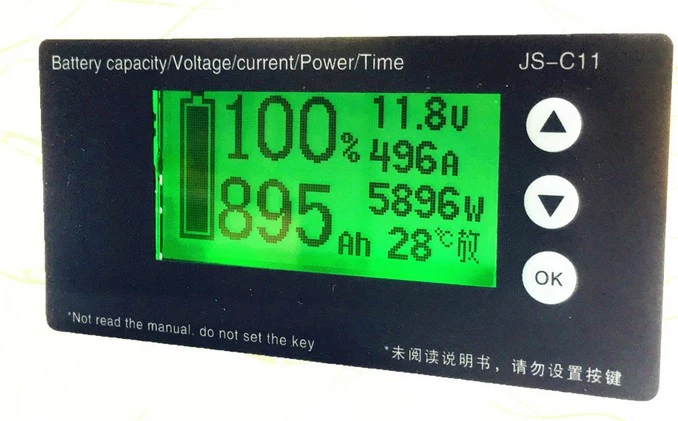 Battery capacity/Voltage/current/Power/Time JS-C11
100% 11.8V
496A
895Ah 5896W
28℃放
OK
*Not read the manual. do not set the key
*未阅读说明书，请勿设置按键